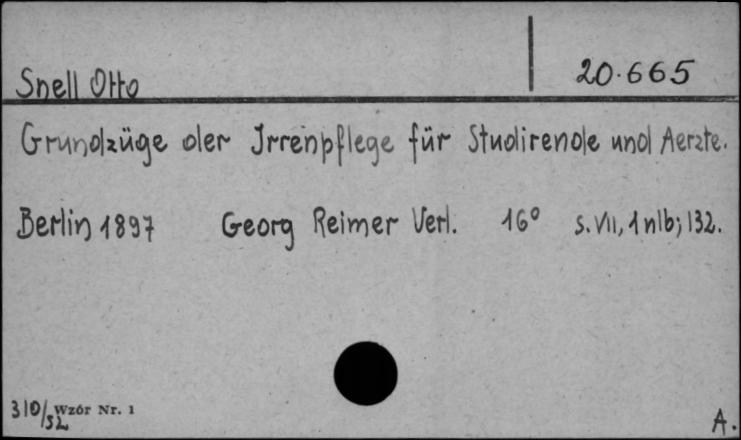 Snell Otto
20.665
Grundzüge der Irrenpflege für Studirende und Aerzte.
Berlin 1897 Georg Reimer Verl. 16° s. VII, 1 nlb; 132.
310/52 Wzór Nr. 1
A.